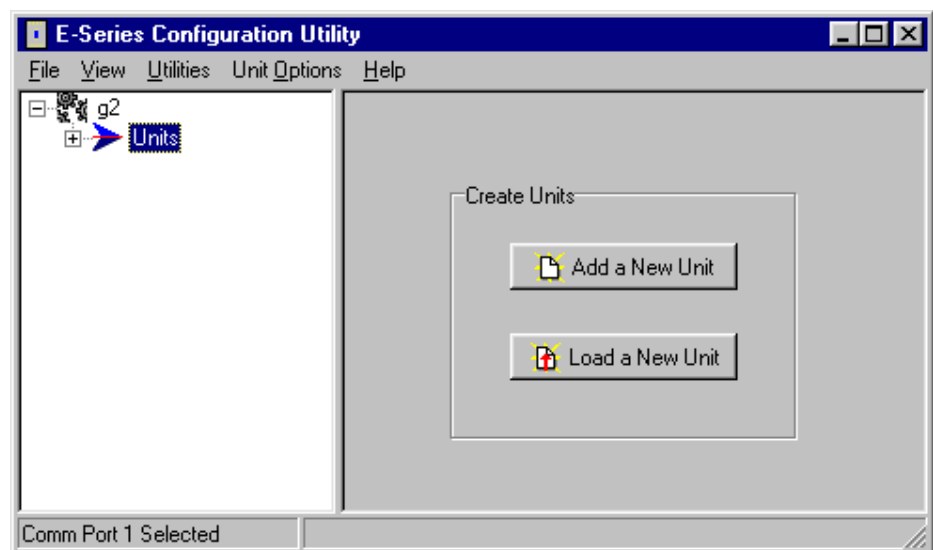 E-Series Configuration Utility
File View Utilities Unit Options Help
g2
Units
Create Units
Add a New Unit
Load a New Unit
Comm Port 1 Selected